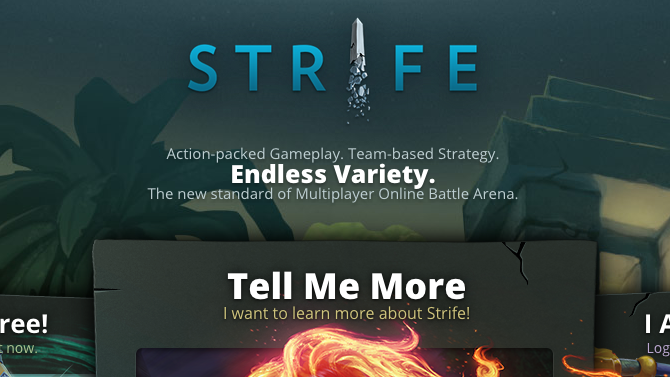 STRIFE
Action-packed Gameplay. Team-based Strategy.
Endless Variety.
The new standard of Multiplayer Online Battle Arena.
Tell Me More
I want to learn more about Strife!
ree!
now.
I
Log